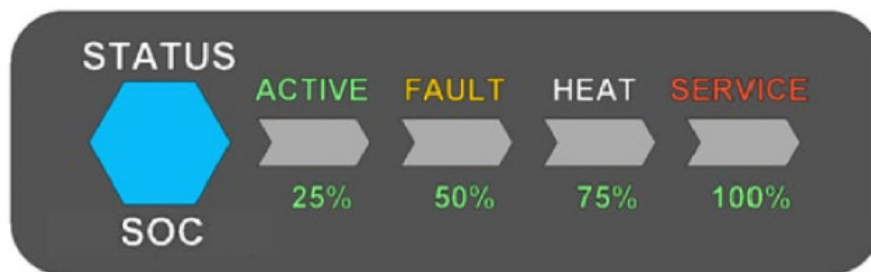 STATUS
ACTIVE FAULT HEAT SERVICE
25% 50% 75% 100%
SOC